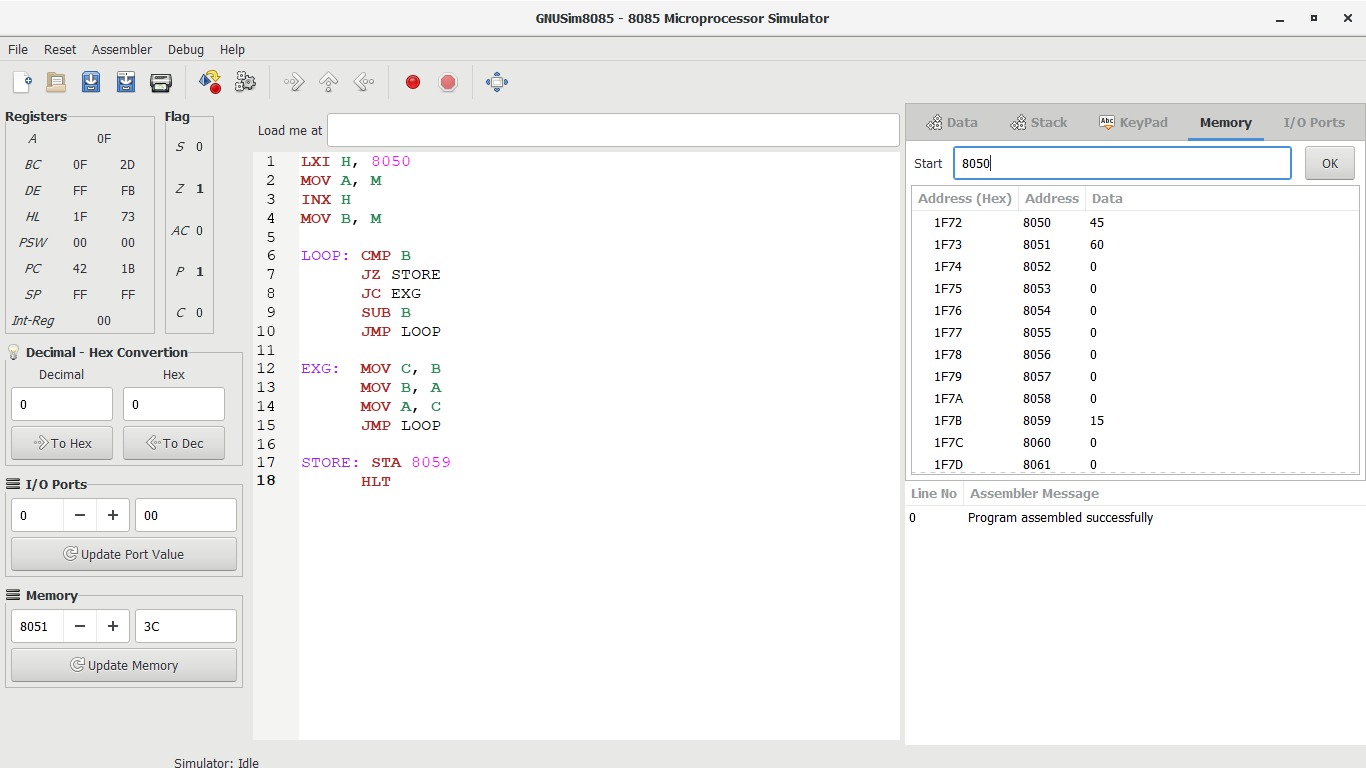 GNUSim8085 - 8085 Microprocessor Simulator
File Reset Assembler Debug Help
Registers
A 0F
BC 0F 2D
DE FF FB
HL 1F 73
PSW 00 00
PC 42 1B
SP FF FF
Int-Reg 00
Flag
S 0
Z 1
AC 0
P 1
C 0
Decimal - Hex Convertion
Decimal Hex
0 0
To Hex To Dec
I/O Ports
0 00
Update Port Value
Memory
8051 3C
Update Memory
Load me at
1 LXI H, 8050
2 MOV A, M
3 INX H
4 MOV B, M
5
6 LOOP: CMP B
7 JZ STORE
8 JC EXG
9 SUB B
10 JMP LOOP
11
12 EXG: MOV C, B
13 MOV B, A
14 MOV A, C
15 JMP LOOP
16
17 STORE: STA 8059
18 HLT
Data Stack Abc KeyPad Memory I/O Ports
Start 8050 OK
Address (Hex) Address Data
1F72 8050 45
1F73 8051 60
1F74 8052 0
1F75 8053 0
1F76 8054 0
1F77 8055 0
1F78 8056 0
1F79 8057 0
1F7A 8058 0
1F7B 8059 15
1F7C 8060 0
1F7D 8061 0
Line No Assembler Message
0 Program assembled successfully
Simulator: Idle